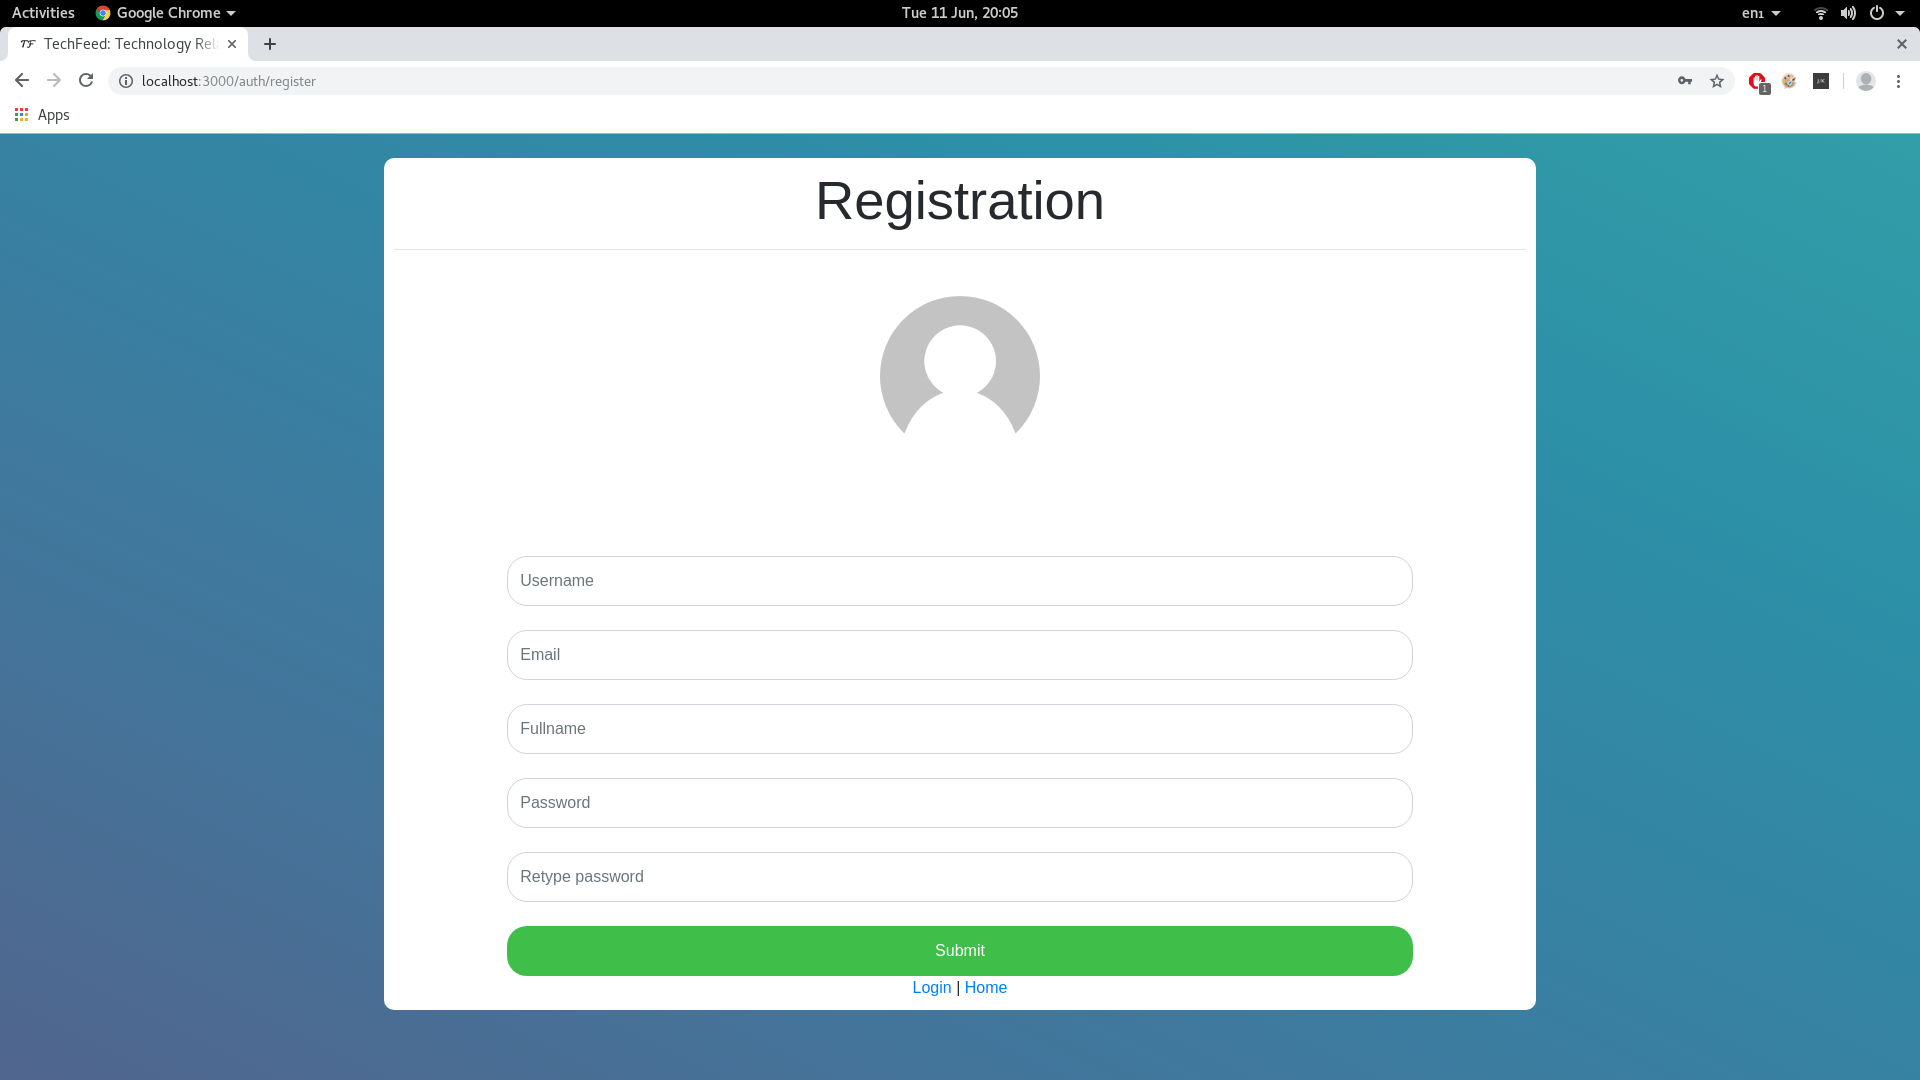 Activities Google Chrome Tue 11 Jun, 20:05 en₁
TF TechFeed: Technology Rel
localhost:3000/auth/register 1
Apps
Registration
Username
Email
Fullname
Password
Retype password
Submit
Login | Home